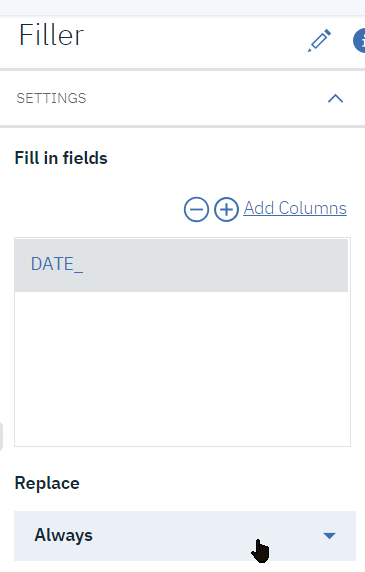 Filler
SETTINGS
Fill in fields
Add Columns
DATE_
Replace
Always